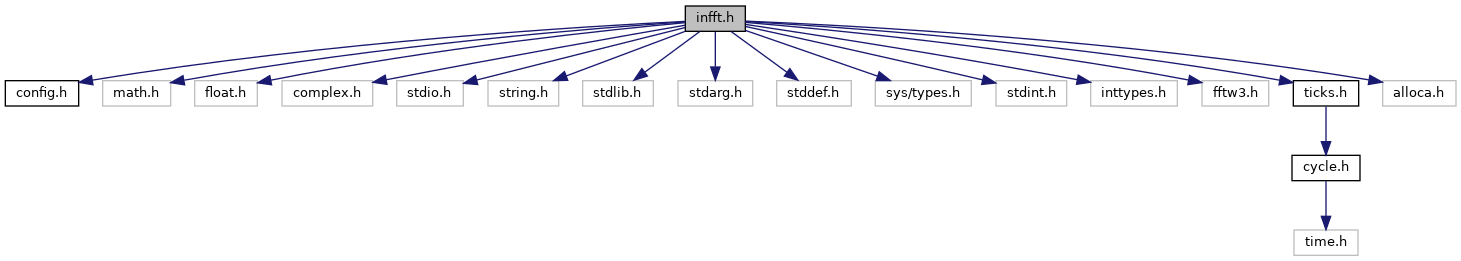 infft.h
config.h
math.h
float.h
complex.h
stdio.h
string.h
stdlib.h
stdarg.h
stddef.h
sys/types.h
stdint.h
inttypes.h
fftw3.h
ticks.h
alloca.h
cycle.h
time.h